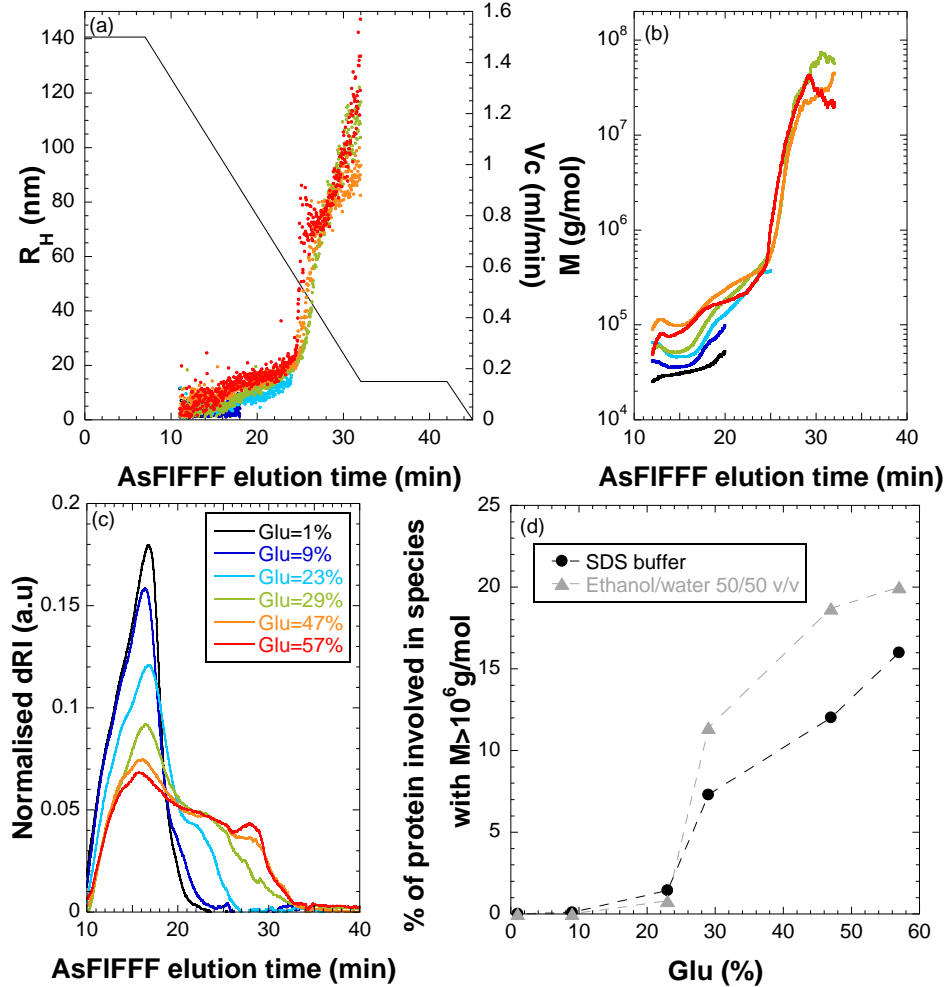 (a)
140
120
100
80
60
40
20
0
R_H (nm)
0 10 20 30 40
AsFlFFF elution time (min)
1.6
1.4
1.2
1
0.8
0.6
0.4
0.2
0
Vc (ml/min)
(b)
10^8
10^7
10^6
10^5
10^4
M (g/mol)
10 20 30 40
AsFlFFF elution time (min)
(c)
0.2
0.15
0.1
0.05
0
Normalised dRI (a.u)
Glu=1%
Glu=9%
Glu=23%
Glu=29%
Glu=47%
Glu=57%
10 20 30 40
AsFlFFF elution time (min)
(d)
25
20
15
10
5
0
% of protein involved in species
with M>10^6g/mol
SDS buffer
Ethanol/water 50/50 v/v
0 10 20 30 40 50 60
Glu (%)